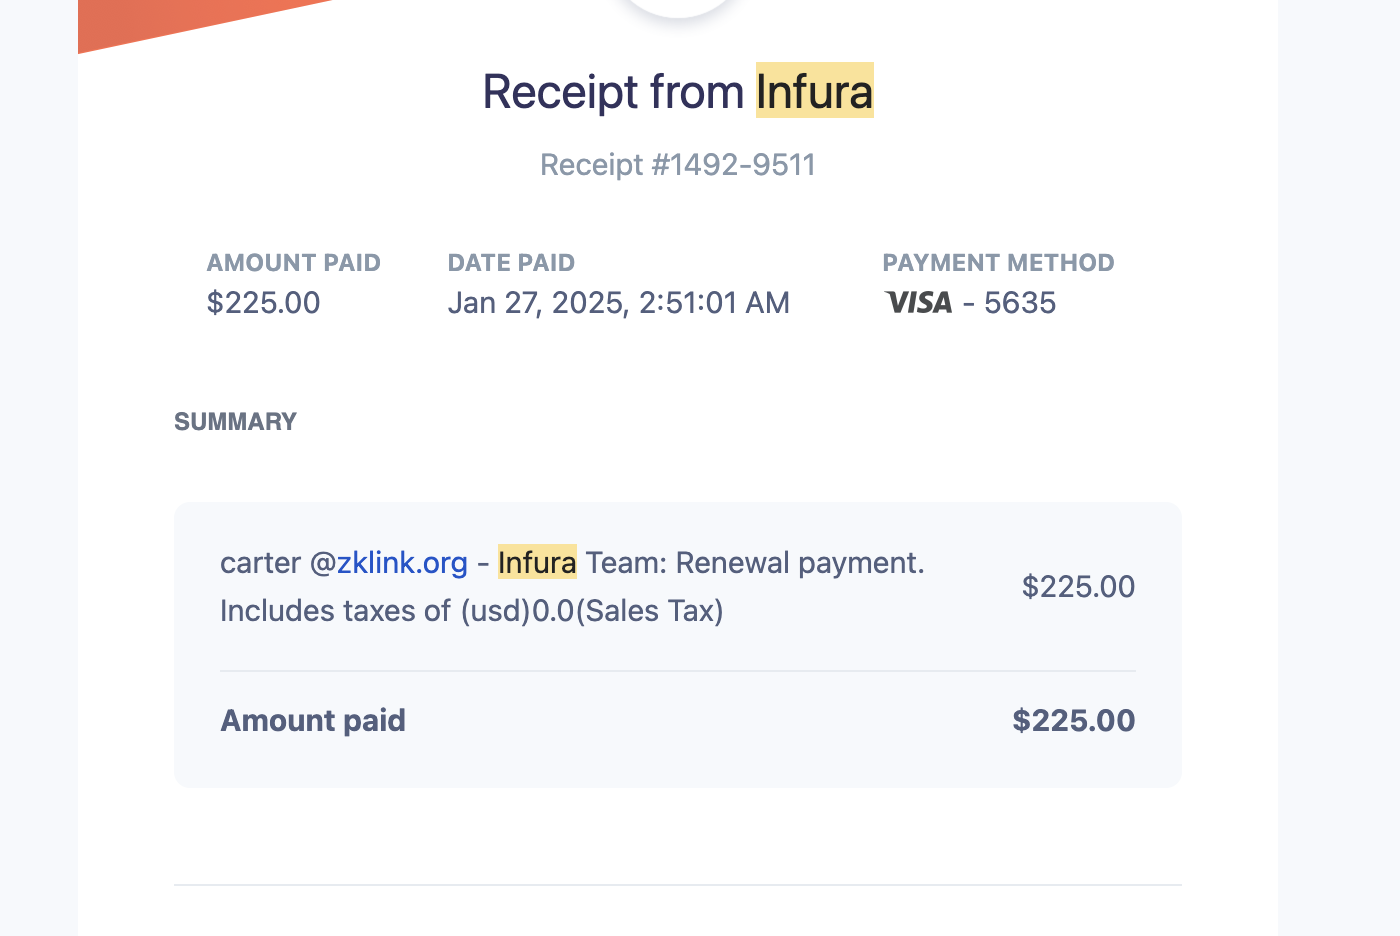 Receipt from Infura
Receipt #1492-9511
AMOUNT PAID
$225.00
DATE PAID
Jan 27, 2025, 2:51:01 AM
PAYMENT METHOD
VISA - 5635
SUMMARY
carter @zklink.org - Infura Team: Renewal payment.
Includes taxes of (usd)0.0(Sales Tax)
$225.00
Amount paid
$225.00